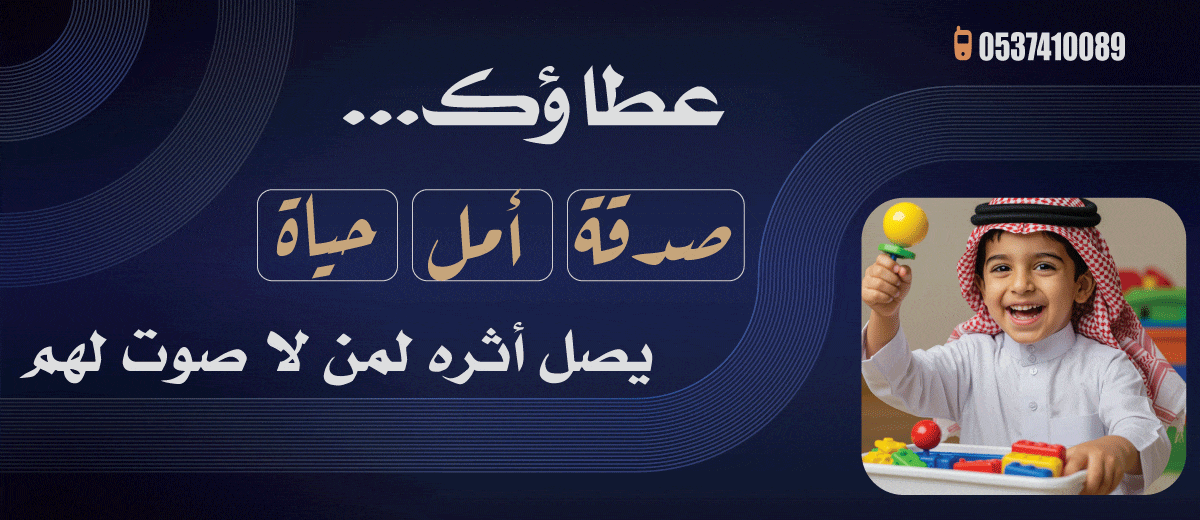 0537410089
عطاؤك...
صدقة أمل حياة
يصل أثره لمن لا صوت لهم